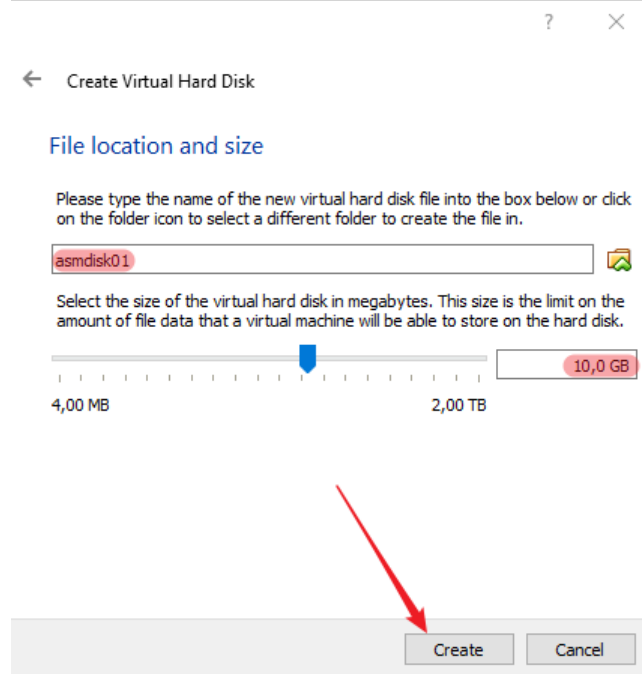 ?
Create Virtual Hard Disk
File location and size
Please type the name of the new virtual hard disk file into the box below or click
on the folder icon to select a different folder to create the file in.
asmdisk01
Select the size of the virtual hard disk in megabytes. This size is the limit on the
amount of file data that a virtual machine will be able to store on the hard disk.
10,0 GB
4,00 MB 2,00 TB
Create Cancel